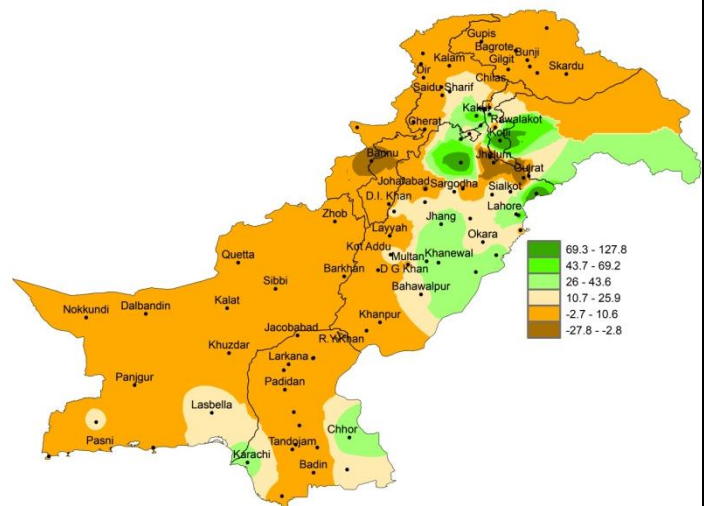 Gupis
Bagrote
Bunji
Kalam
Gilgit
Dir
Skardu
Chilas
Saidu Sharif
Kakul
Rawalakot
Cherat
Kotli
Bannu
Jhelum
Gujrat
Joharabad
Sargodha
D.I. Khan
Sialkot
Zhob
Lahore
Layyah
Jhang
Okara
Kot Addu
Quetta
Multan
Khanewal
D G Khan
Barkhan
Sibbi
Bahawalpur
Kalat
Nokkundi
Dalbandin
Khanpur
Jacobabad
R.Y.Khan
Khuzdar
Larkana
Panjgur
Padidan
Lasbella
Chhor
Pasni
Tandojam
Karachi
Badin
69.3 - 127.8
43.7 - 69.2
26 - 43.6
10.7 - 25.9
-2.7 - 10.6
-27.8 - -2.8